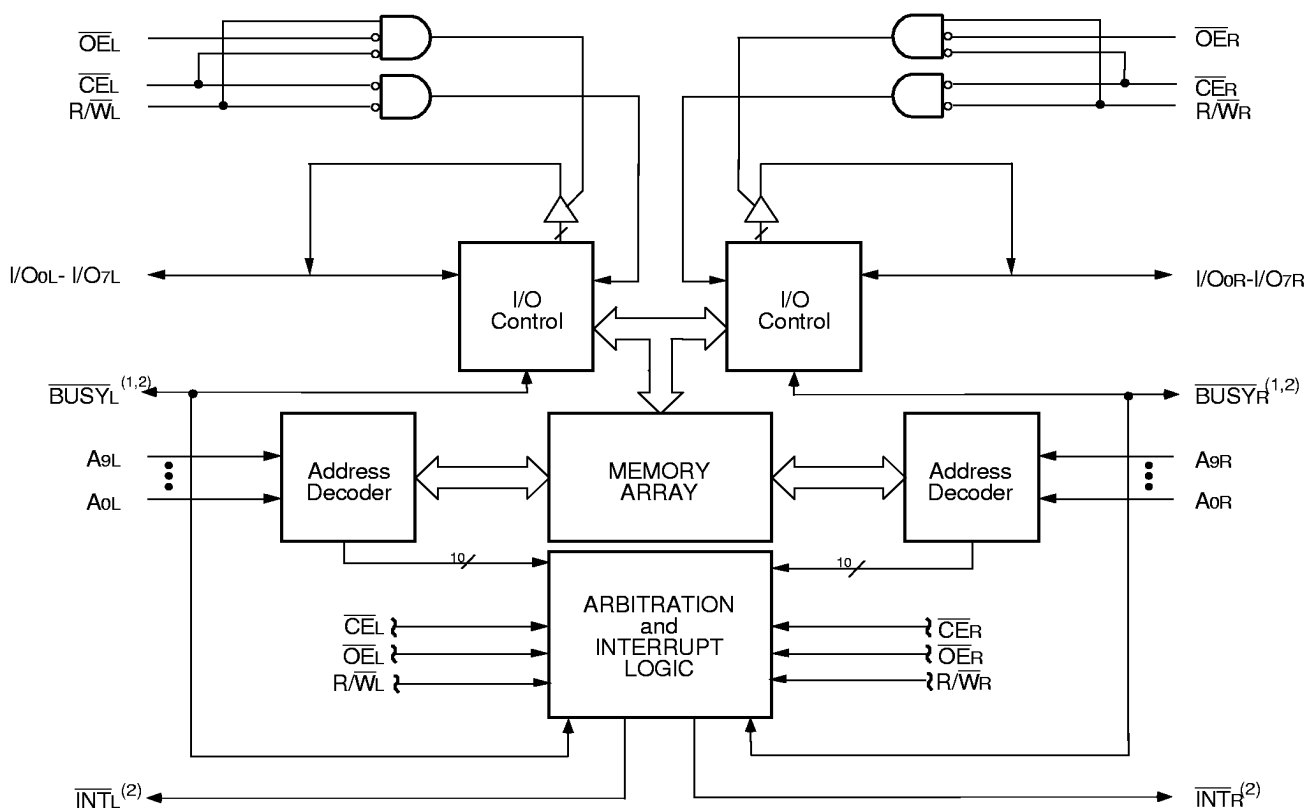 OEL
OER
CEL
CER
R/WL
R/WR
I/O0L- I/O7L
I/O
Control
I/O
Control
I/O0R-I/O7R
BUSYL(1,2)
BUSYR(1,2)
A9L
A0L
Address
Decoder
MEMORY
ARRAY
Address
Decoder
A9R
A0R
10
10
ARBITRATION
and
INTERRUPT
LOGIC
CEL
OEL
R/WL
CER
OER
R/WR
INTL(2)
INTR(2)